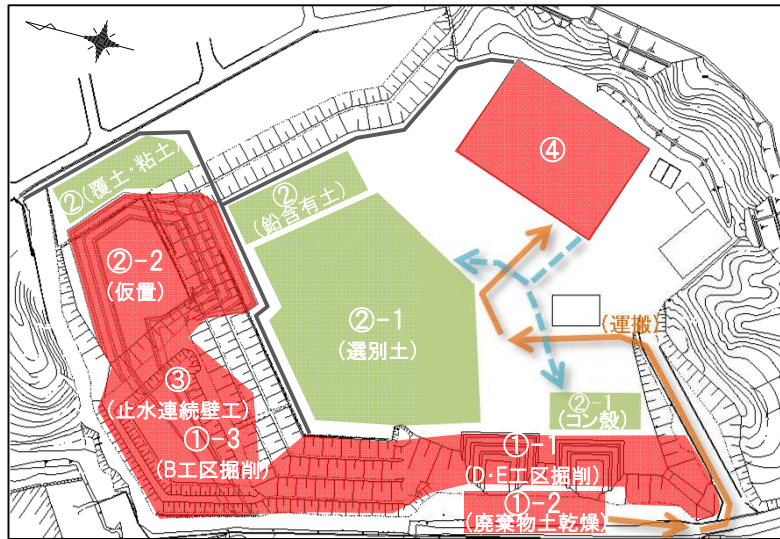 ④
②(覆土・粘土)
②
(鉛含有土)
②-2
(仮置)
②-1
(選別土)
(運搬)
③
(止水連続壁工)
①-3
(B工区掘削)
②-1
(コン殻)
①-1
(D・E工区掘削)
①-2
(廃棄物土乾燥)